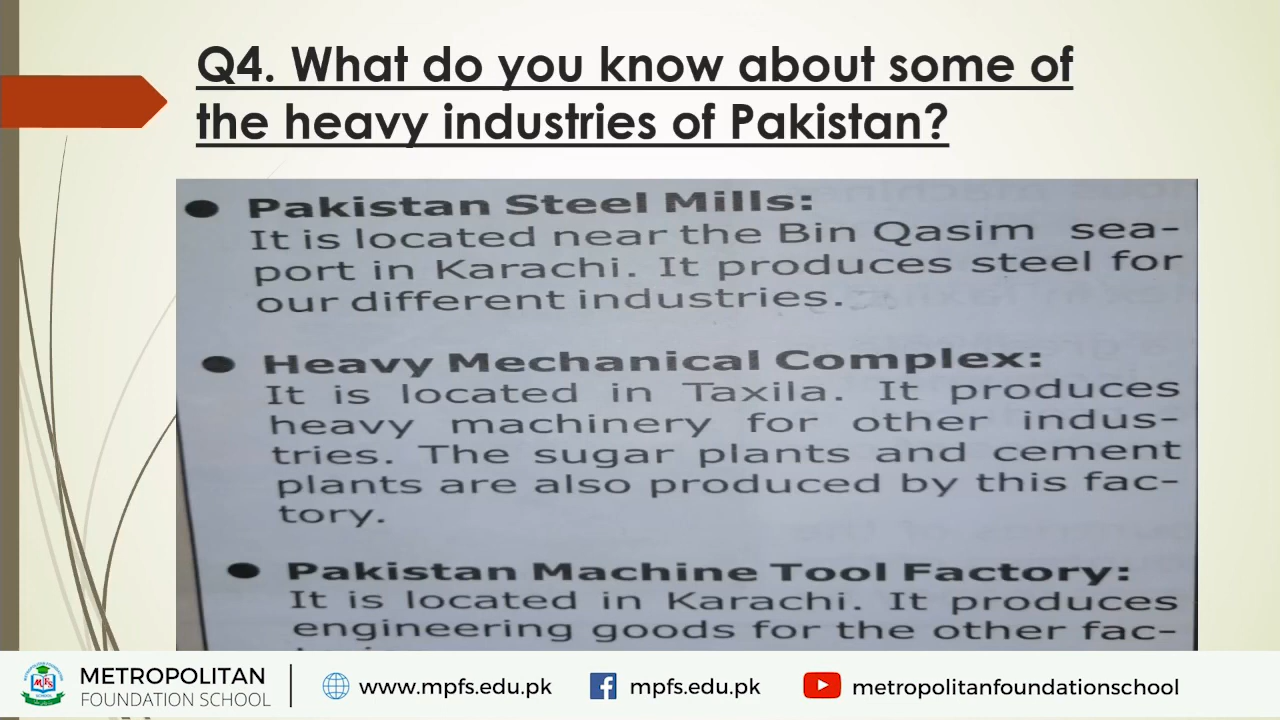 Q4. What do you know about some of
the heavy industries of Pakistan?
● Pakistan Steel Mills:
It is located near the Bin Qasim sea-
port in Karachi. It produces steel for
our different industries.
● Heavy Mechanical Complex:
It is located in Taxila. It produces
heavy machinery for other indus-
tries. The sugar plants and cement
plants are also produced by this fac-
tory.
● Pakistan Machine Tool Factory:
It is located in Karachi. It produces
engineering goods for the other fac-
METROPOLITAN
FOUNDATION SCHOOL
www.mpfs.edu.pk
mpfs.edu.pk
metropolitanfoundationschool